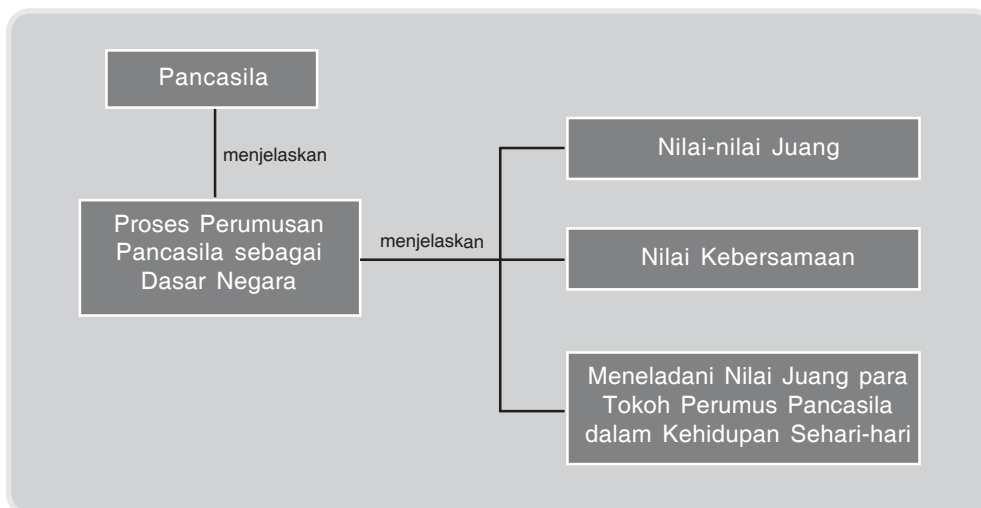 Pancasila
menjelaskan
Proses Perumusan
Pancasila sebagai
Dasar Negara
menjelaskan
Nilai-nilai Juang
Nilai Kebersamaan
Meneladani Nilai Juang para
Tokoh Perumus Pancasila
dalam Kehidupan Sehari-hari